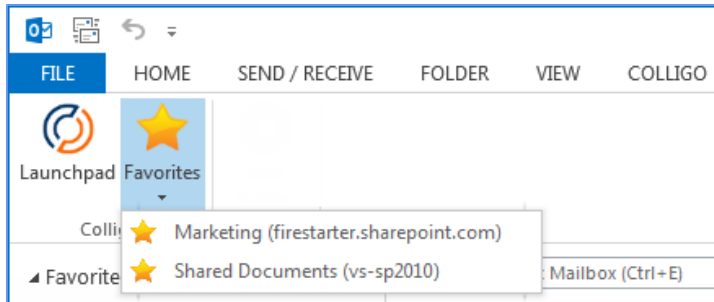 FILE HOME SEND / RECEIVE FOLDER VIEW COLLIGO
Launchpad Favorites
Marketing (firestarter.sharepoint.com)
Shared Documents (vs-sp2010)
Favorite Mailbox (Ctrl+E)